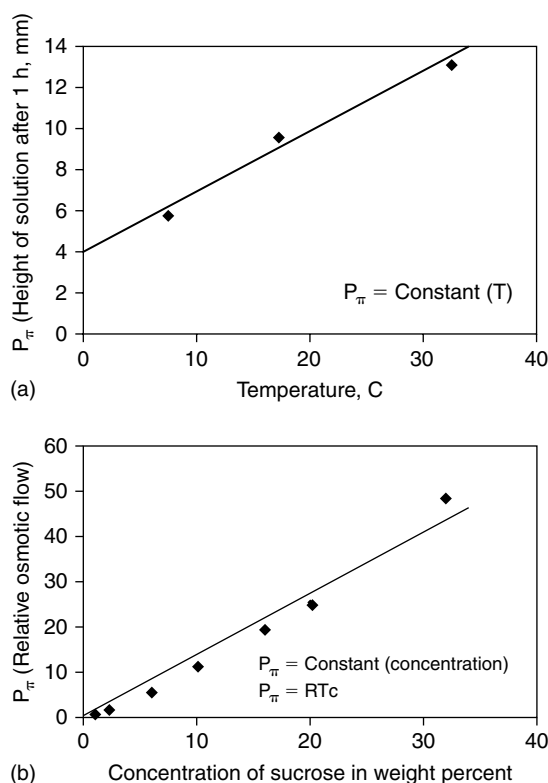 14
12
10
8
6
4
2
0
P_π (Height of solution after 1 h, mm)
P_π = Constant (T)
0 10 20 30 40
(a) Temperature, C
60
50
40
30
20
10
0
P_π (Relative osmotic flow)
P_π = Constant (concentration)
P_π = RTc
0 10 20 30 40
(b) Concentration of sucrose in weight percent